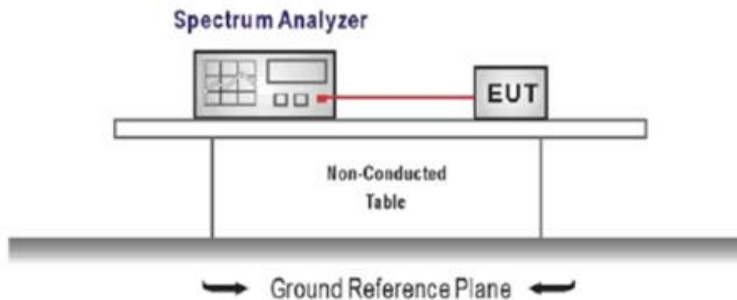 Spectrum Analyzer
EUT
Non-Conducted
Table
Ground Reference Plane